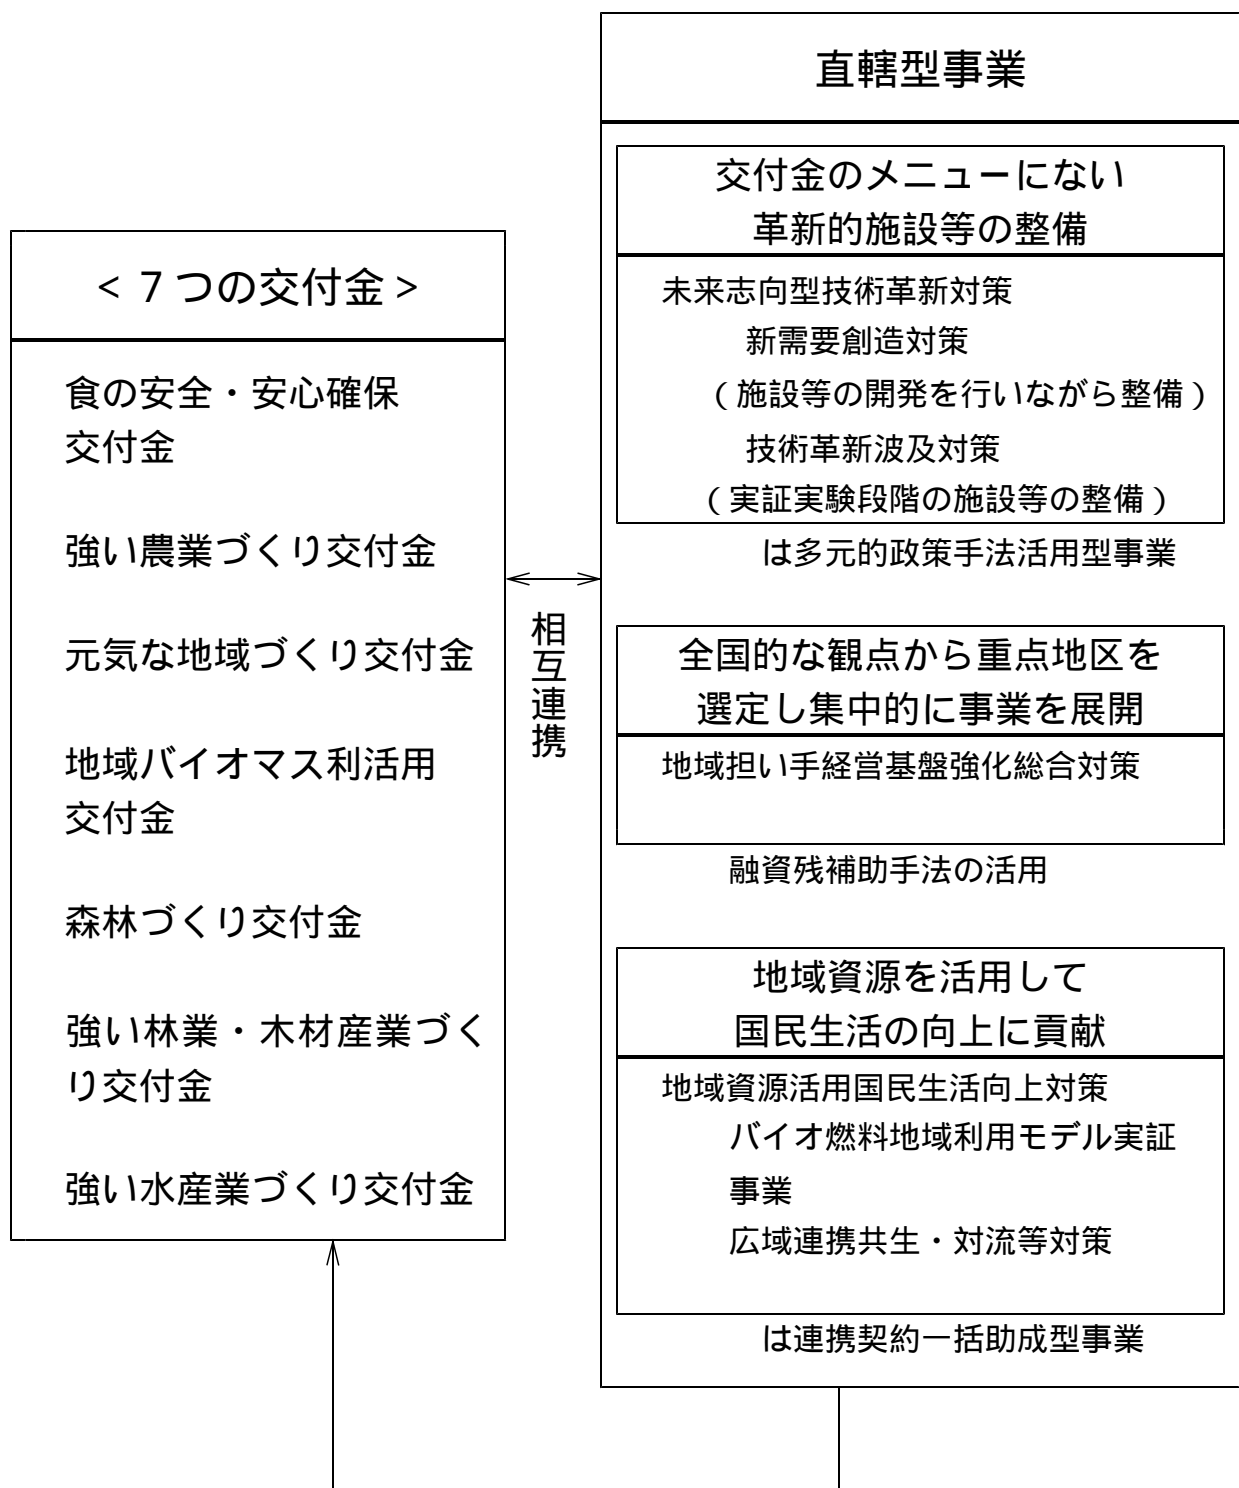 ＜７つの交付金＞
食の安全・安心確保
交付金
強い農業づくり交付金
元気な地域づくり交付金
地域バイオマス利活用
交付金
森林づくり交付金
強い林業・木材産業づく
り交付金
強い水産業づくり交付金
相互連携
直轄型事業
交付金のメニューにない
革新的施設等の整備
未来志向型技術革新対策
新需要創造対策
（施設等の開発を行いながら整備）
技術革新波及対策
（実証実験段階の施設等の整備）
は多元的政策手法活用型事業
全国的な観点から重点地区を
選定し集中的に事業を展開
地域担い手経営基盤強化総合対策
融資残補助手法の活用
地域資源を活用して
国民生活の向上に貢献
地域資源活用国民生活向上対策
バイオ燃料地域利用モデル実証
事業
広域連携共生・対流等対策
は連携契約一括助成型事業